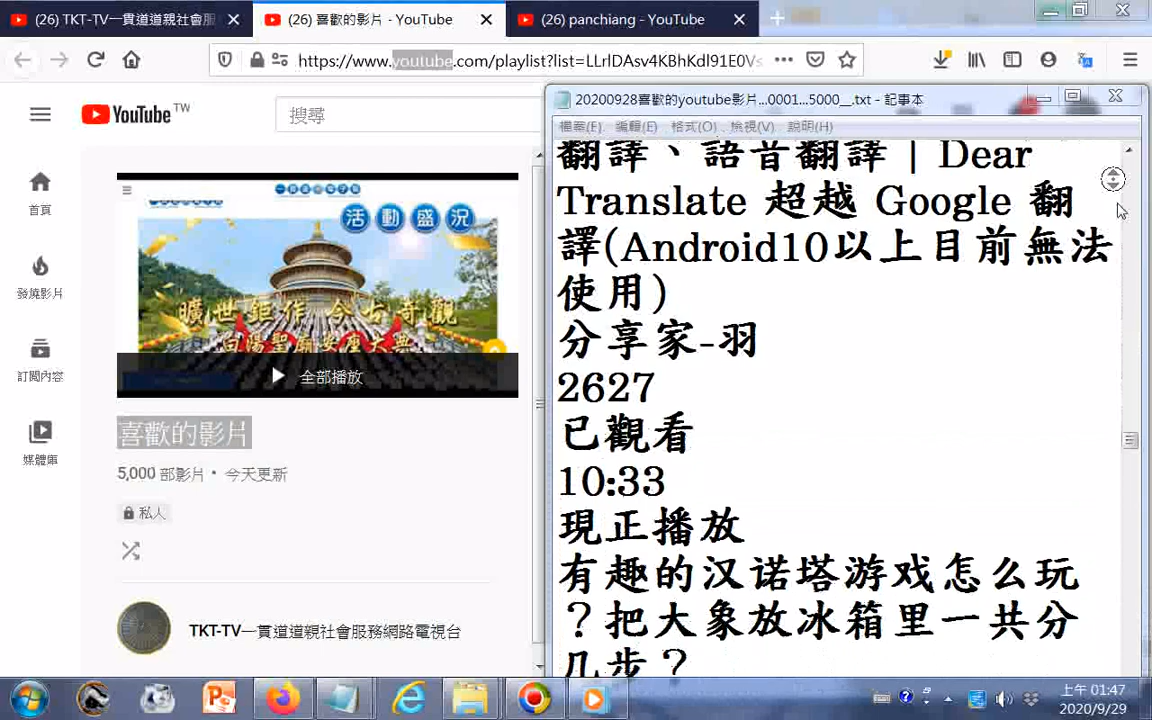 (26) TKT-TV一貫道道親社會服
(26) 喜歡的影片 - YouTube
(26) panchiang - YouTube
https://www.youtube.com/playlist?list=LLrlDAsv4KBhKdl91E0Vs
YouTube TW
搜尋
首頁
發燒影片
訂閱內容
媒體庫
活動盛況
曠世鉅作 今古奇觀
全部播放
喜歡的影片
5,000 部影片・今天更新
私人
TKT-TV一貫道道親社會服務網路電視台
20200928喜歡的youtube影片...0001...5000__.txt - 記事本
檔案(F) 編輯(E) 格式(O) 檢視(V) 說明(H)
翻譯、語音翻譯 | Dear
Translate 超越 Google 翻
譯(Android10以上目前無法
使用)
分享家-羽
2627
已觀看
10:33
現正播放
有趣的汉诺塔游戏怎么玩
？把大象放冰箱里一共分
几步？
上午 01:47
2020/9/29